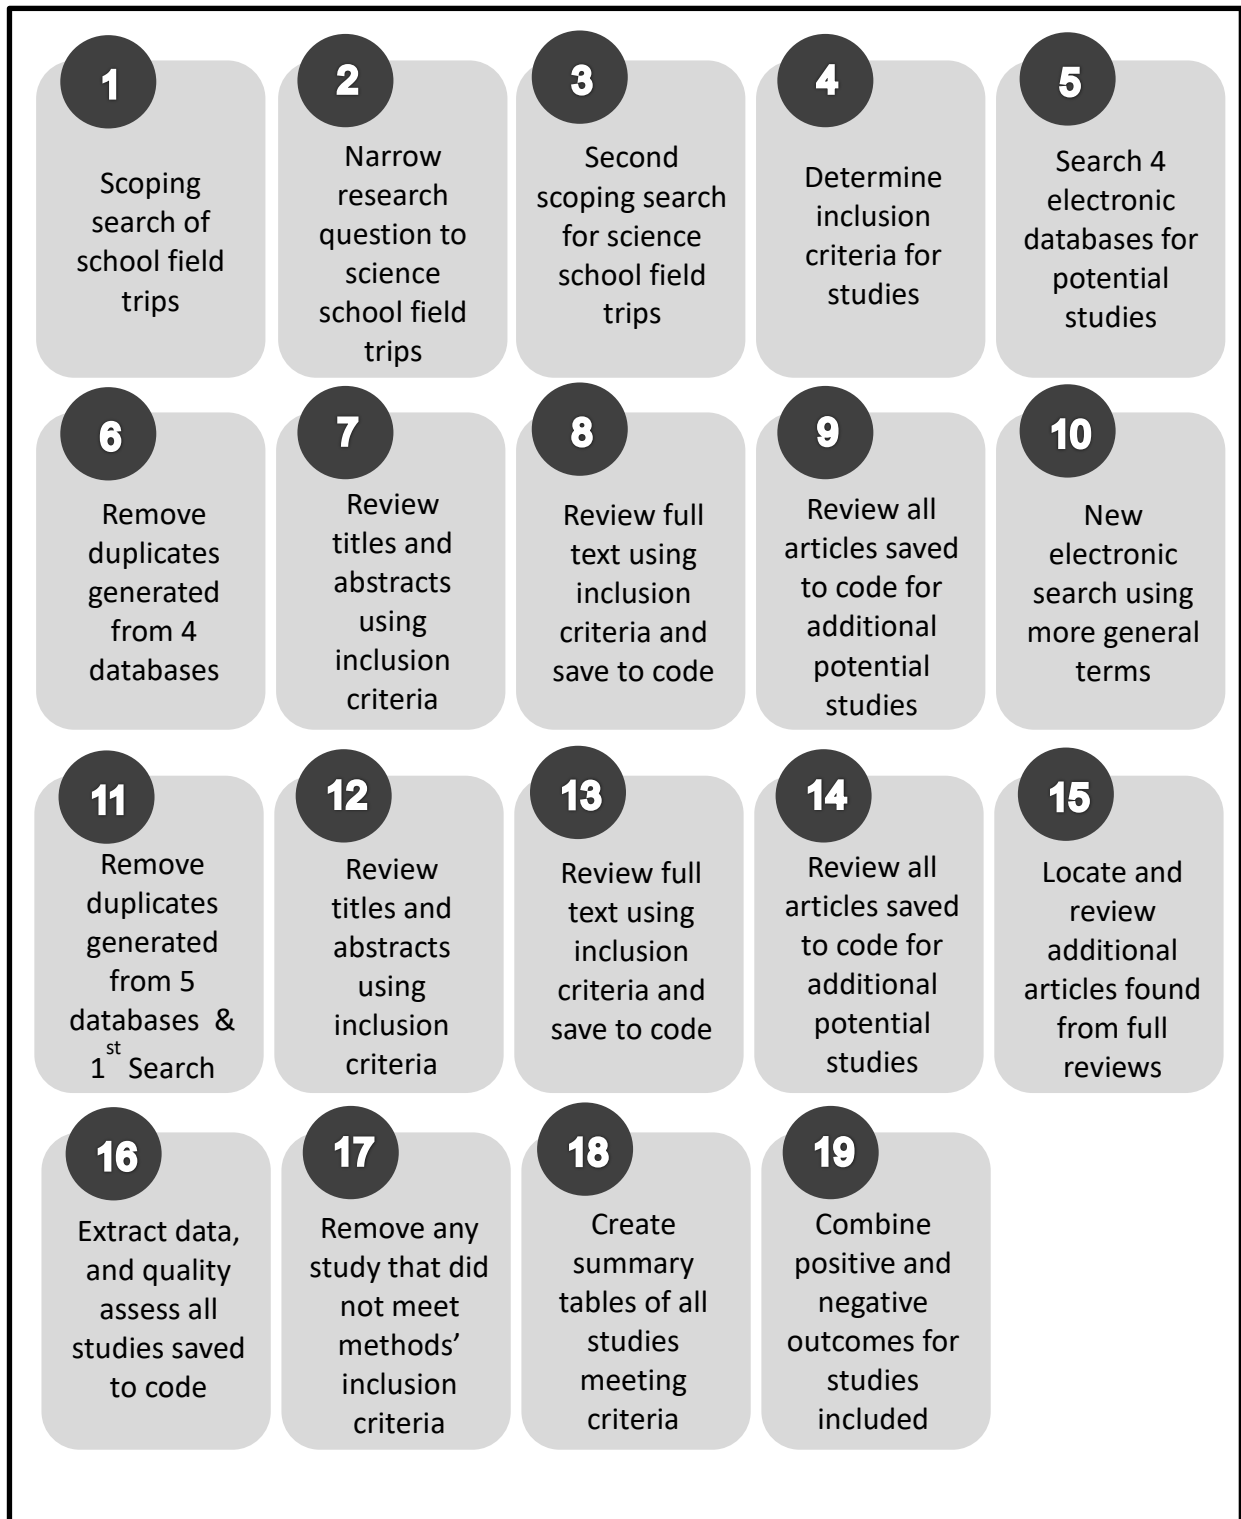 1
Scoping
search of
school field
trips
2
Narrow
research
question to
science
school field
trips
3
Second
scoping search
for science
school field
trips
4
Determine
inclusion
criteria for
studies
5
Search 4
electronic
databases for
potential
studies
6
Remove
duplicates
generated
from 4
databases
7
Review
titles and
abstracts
using
inclusion
criteria
8
Review full
text using
inclusion
criteria and
save to code
9
Review all
articles saved
to code for
additional
potential
studies
10
New
electronic
search using
more general
terms
11
Remove
duplicates
generated
from 5
databases &
1st Search
12
Review
titles and
abstracts
using
inclusion
criteria
13
Review full
text using
inclusion
criteria and
save to code
14
Review all
articles saved
to code for
additional
potential
studies
15
Locate and
review
additional
articles found
from full
reviews
16
Extract data,
and quality
assess all
studies saved
to code
17
Remove any
study that did
not meet
methods’
inclusion
criteria
18
Create
summary
tables of all
studies
meeting
criteria
19
Combine
positive and
negative
outcomes for
studies
included